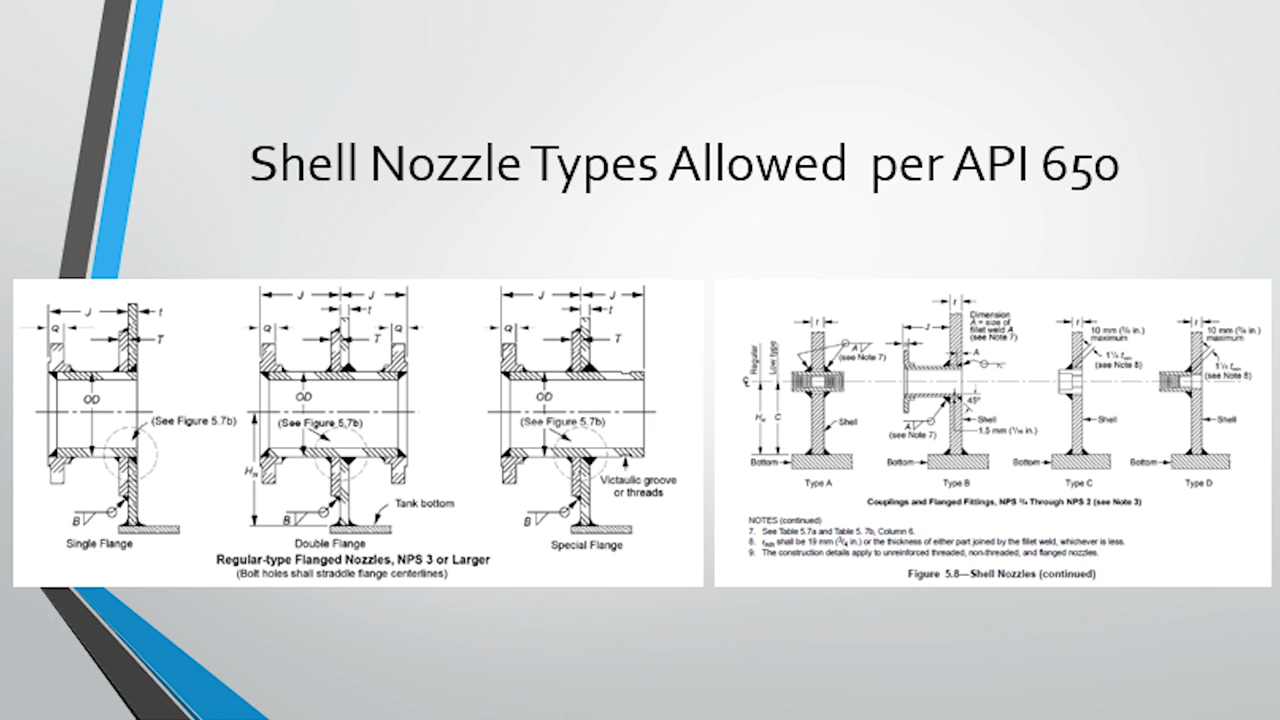 Shell Nozzle Types Allowed per API 650
J
t
Q
T
OD
(See Figure 5.7b)
B
Single Flange
J
J
t
Q
Q
T
OD
(See Figure 5.7b)
H
Tank bottom
B
Double Flange
J
J
t
Q
T
OD
(See Figure 5.7b)
Victaulic groove
or threads
B
Special Flange
Regular-type Flanged Nozzles, NPS 3 or Larger
(Bolt holes shall straddle flange centerlines)
Regular
Low type
t
A
(see Note 7)
H
C
Shell
Bottom
Type A
t
J
Dimension
A = size of
fillet weld A
(see Note 7)
A
45°
A
(see Note 7)
Shell
1.5 mm (1/16 in.)
Bottom
Type B
t
10 mm (3/8 in.)
maximum
1 1/4 tmin
(see Note 8)
Shell
Bottom
Type C
t
10 mm (3/8 in.)
maximum
1 1/4 tmin
(see Note 8)
Shell
Bottom
Type D
Couplings and Flanged Fittings, NPS 3/4 Through NPS 2 (see Note 3)
NOTES (continued)
7. See Table 5.7a and Table 5. 7b, Column 6.
8. tmin shall be 19 mm (3/4 in.) or the thickness of either part joined by the fillet weld, whichever is less.
9. The construction details apply to unreinforced threaded, non-threaded, and flanged nozzles.
Figure 5.8—Shell Nozzles (continued)